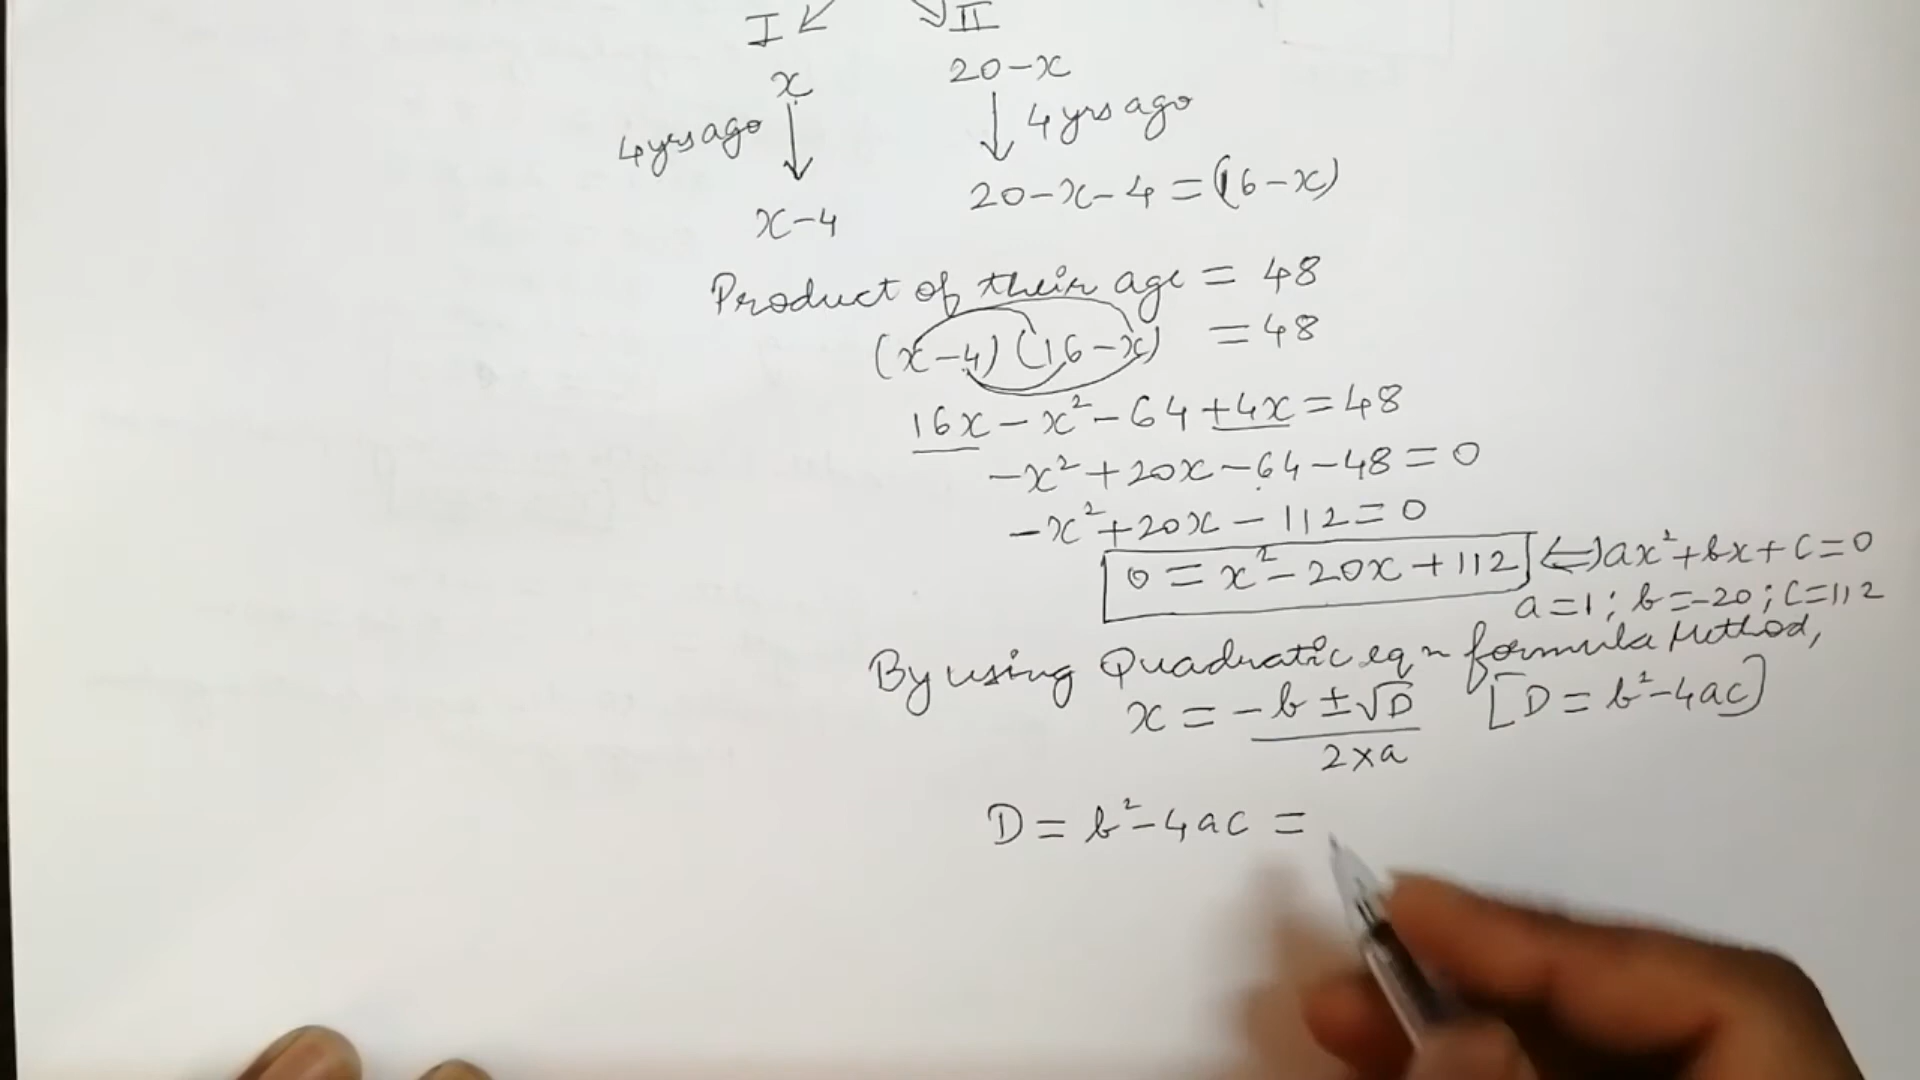 I II
x 20-x
4yrs ago 4 yrs ago
x-4 20-x-4=(16-x)
Product of their age = 48
(x-4)(16-x) = 48
16x-x²-64+4x=48
-x²+20x-64-48=0
-x²+20x-112=0
0=x²-20x+112 ⇔ ax²+bx+c=0
a=1; b=-20; c=112
By using Quadratic eqn formula Method,
x = -b±√D / 2×a [D=b²-4ac]
D=b²-4ac=